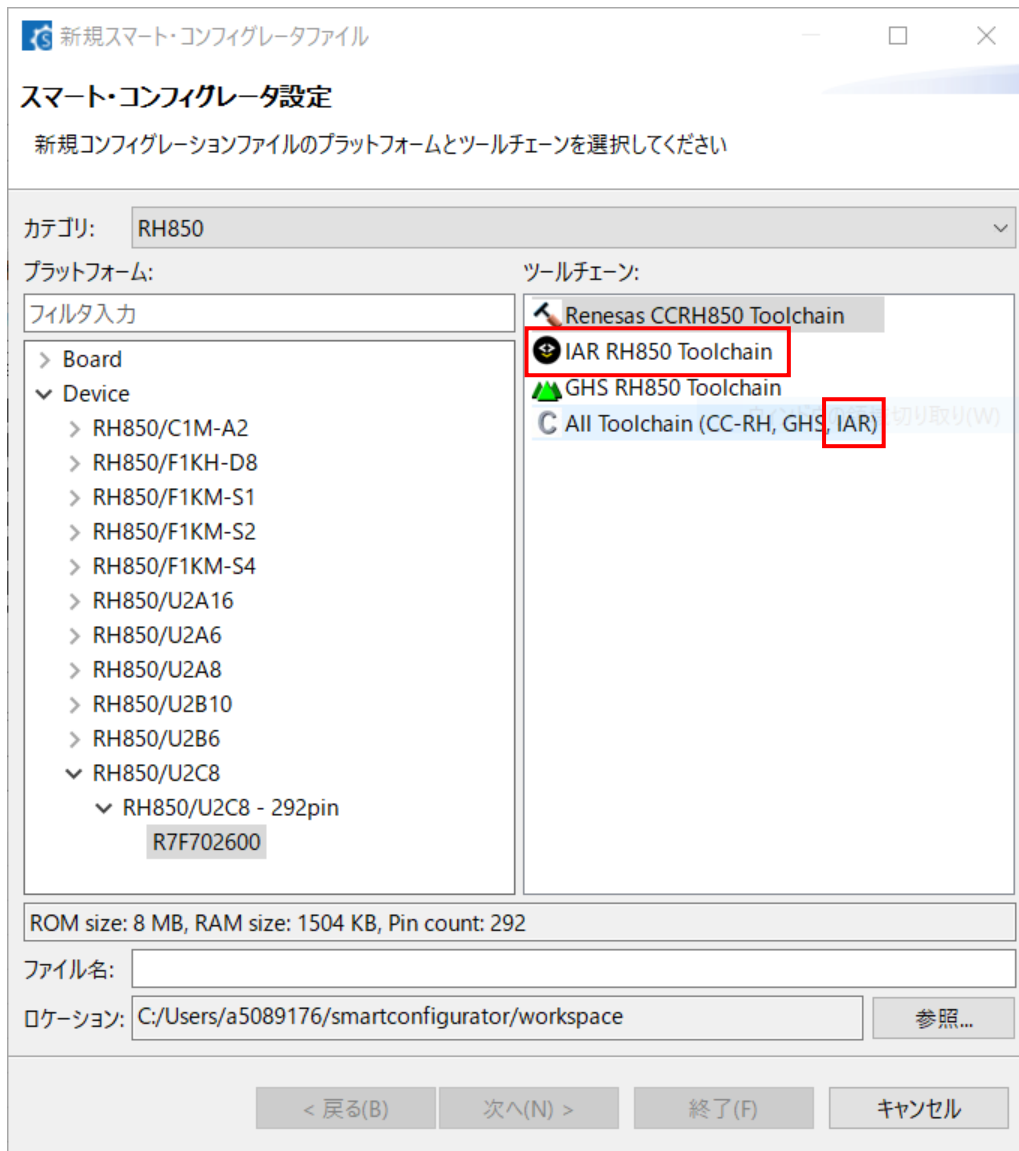 新規スマート・コンフィグレータファイル
スマート・コンフィグレータ設定
新規コンフィグレーションファイルのプラットフォームとツールチェーンを選択してください
カテゴリ: RH850
プラットフォーム:
フィルタ入力
Board
Device
RH850/C1M-A2
RH850/F1KH-D8
RH850/F1KM-S1
RH850/F1KM-S2
RH850/F1KM-S4
RH850/U2A16
RH850/U2A6
RH850/U2A8
RH850/U2B10
RH850/U2B6
RH850/U2C8
RH850/U2C8 - 292pin
R7F702600
ツールチェーン:
Renesas CCRH850 Toolchain
IAR RH850 Toolchain
GHS RH850 Toolchain
All Toolchain (CC-RH, GHS, IAR)
切り取り(W)
ROM size: 8 MB, RAM size: 1504 KB, Pin count: 292
ファイル名:
ロケーション: C:/Users/a5089176/smartconfigurator/workspace
参照...
< 戻る(B)
次へ(N) >
終了(F)
キャンセル